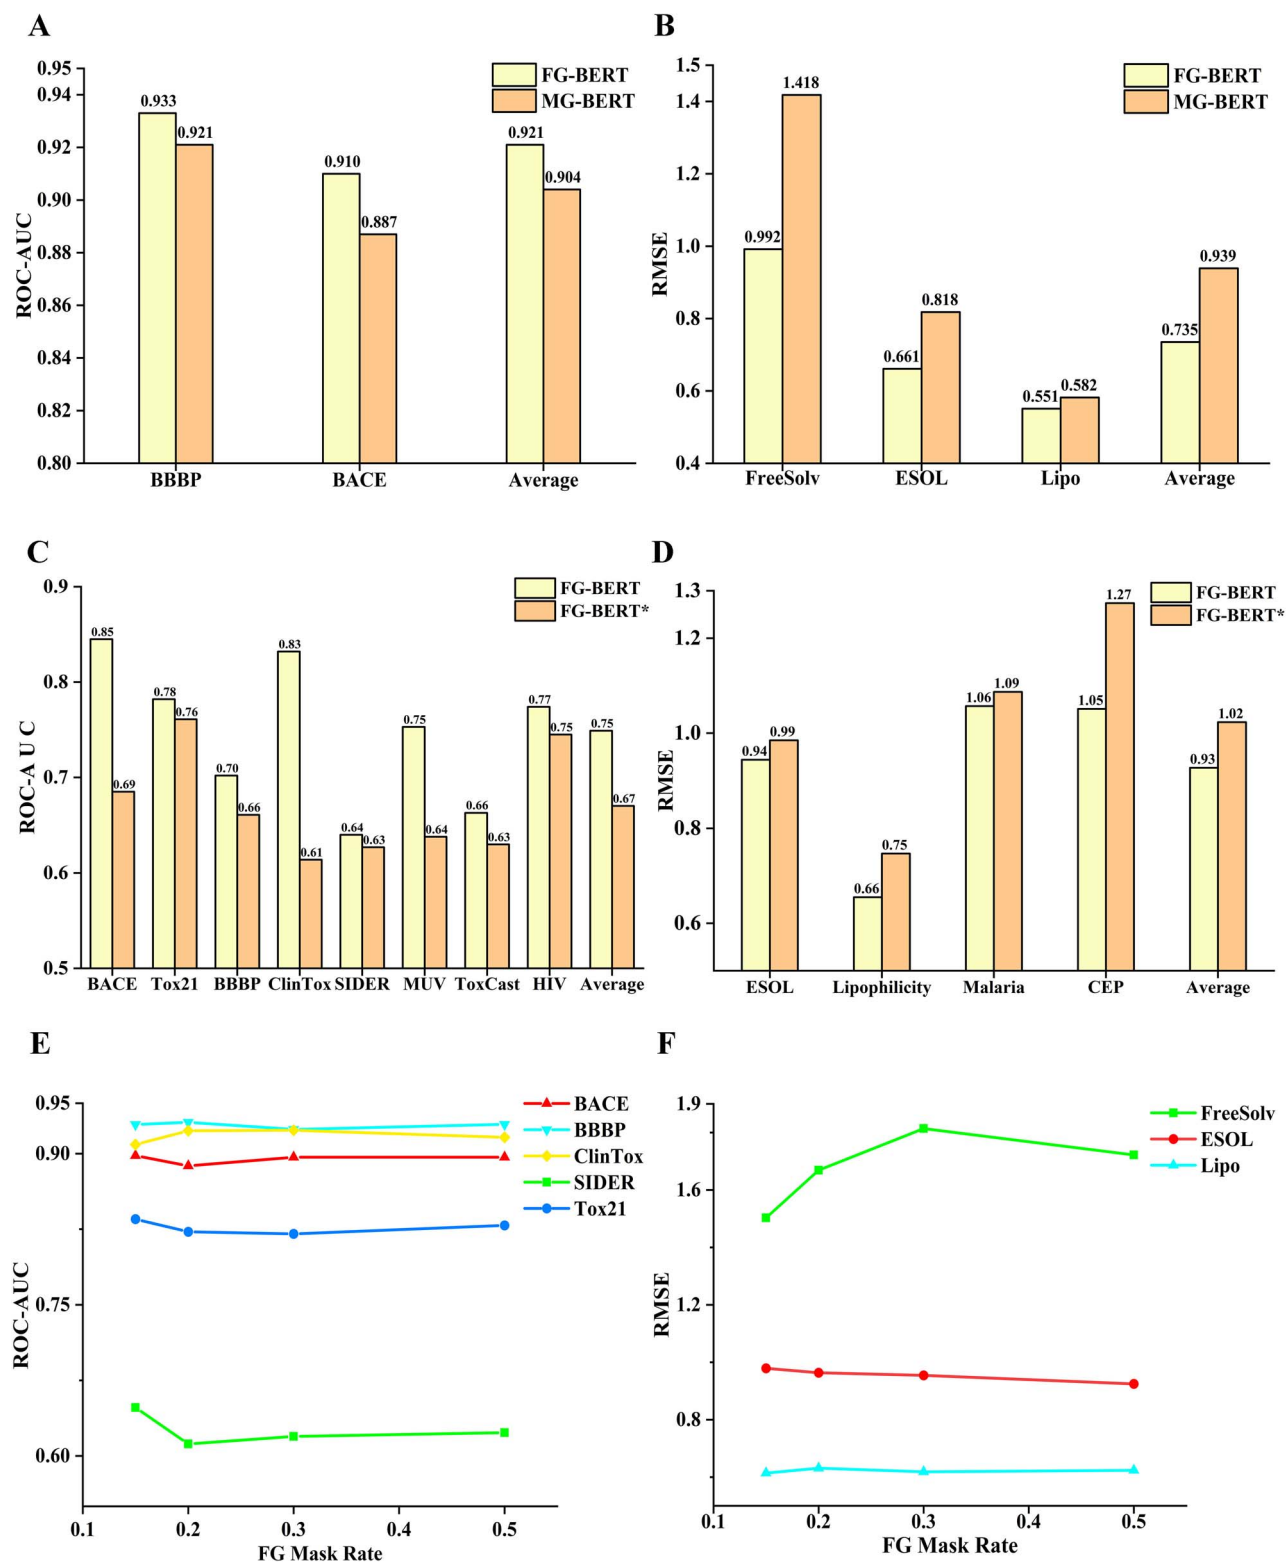 A
0.95
0.94
0.92
0.90
0.88
0.86
0.84
0.82
0.80
ROC-AUC
FG-BERT
MG-BERT
0.933
0.921
0.910
0.887
0.921
0.904
BBBP
BACE
Average
B
1.5
1.4
1.2
1.0
0.8
0.6
0.4
RMSE
FG-BERT
MG-BERT
0.992
1.418
0.661
0.818
0.551
0.582
0.735
0.939
FreeSolv
ESOL
Lipo
Average
C
0.9
0.8
0.7
0.6
0.5
ROC-A U C
FG-BERT
FG-BERT*
0.85
0.69
0.78
0.76
0.70
0.66
0.83
0.61
0.64
0.63
0.75
0.64
0.66
0.63
0.77
0.75
0.75
0.67
BACE
Tox21
BBBP
ClinTox
SIDER
MUV
ToxCast
HIV
Average
D
1.3
1.2
1.0
0.8
0.6
RMSE
FG-BERT
FG-BERT*
0.94
0.99
0.66
0.75
1.06
1.09
1.05
1.27
0.93
1.02
ESOL
Lipophilicity
Malaria
CEP
Average
E
0.95
0.90
0.75
0.60
ROC-AUC
BACE
BBBP
ClinTox
SIDER
Tox21
0.1
0.2
0.3
0.4
0.5
FG Mask Rate
F
1.9
1.6
1.2
0.8
RMSE
FreeSolv
ESOL
Lipo
0.1
0.2
0.3
0.4
0.5
FG Mask Rate